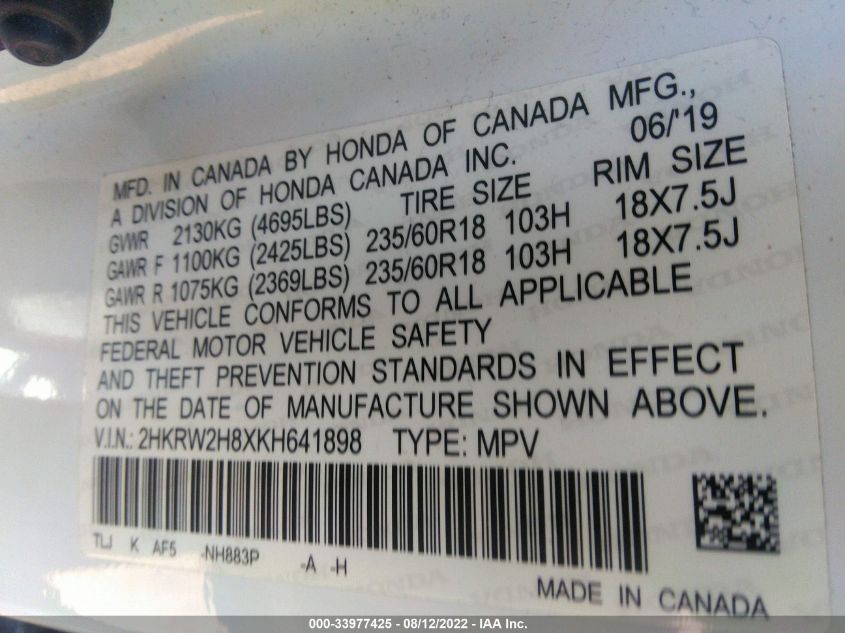 MFD. IN CANADA BY HONDA OF CANADA MFG.,
A DIVISION OF HONDA CANADA INC. 06/'19
GVWR 2130KG (4695LBS) TIRE SIZE RIM SIZE
GAWR F 1100KG (2425LBS) 235/60R18 103H 18X7.5J
GAWR R 1075KG (2369LBS) 235/60R18 103H 18X7.5J
THIS VEHICLE CONFORMS TO ALL APPLICABLE
FEDERAL MOTOR VEHICLE SAFETY
AND THEFT PREVENTION STANDARDS IN EFFECT
ON THE DATE OF MANUFACTURE SHOWN ABOVE.
V.I.N.: 2HKRW2H8XKH641898 TYPE: MPV
TLJ K AF5 -NH883P -A -H
MADE IN CANADA
000-33977425 - 08/12/2022 - IAA Inc.